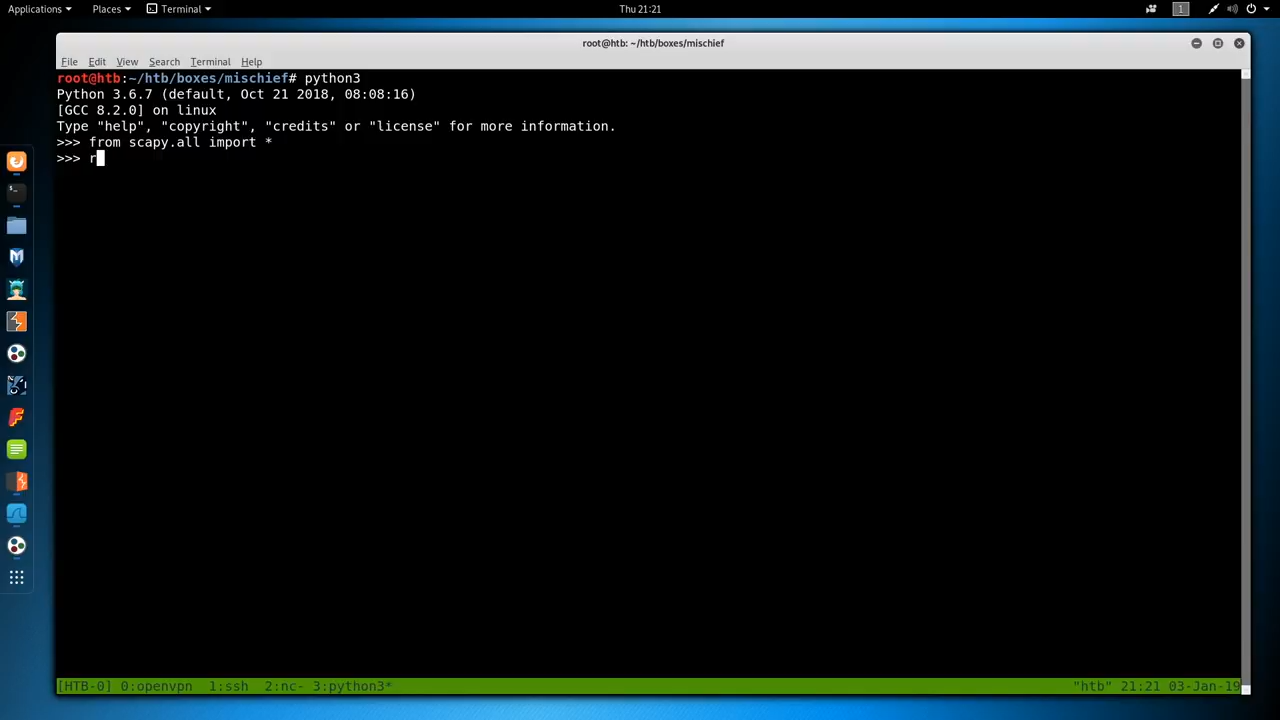 Applications Places Terminal Thu 21:21 1
root@htb: ~/htb/boxes/mischief
File Edit View Search Terminal Help
root@htb:~/htb/boxes/mischief# python3
Python 3.6.7 (default, Oct 21 2018, 08:08:16)
[GCC 8.2.0] on linux
Type "help", "copyright", "credits" or "license" for more information.
>>> from scapy.all import *
>>> r
[HTB-0] 0:openvpn 1:ssh 2:nc- 3:python3* "htb" 21:21 03-Jan-19